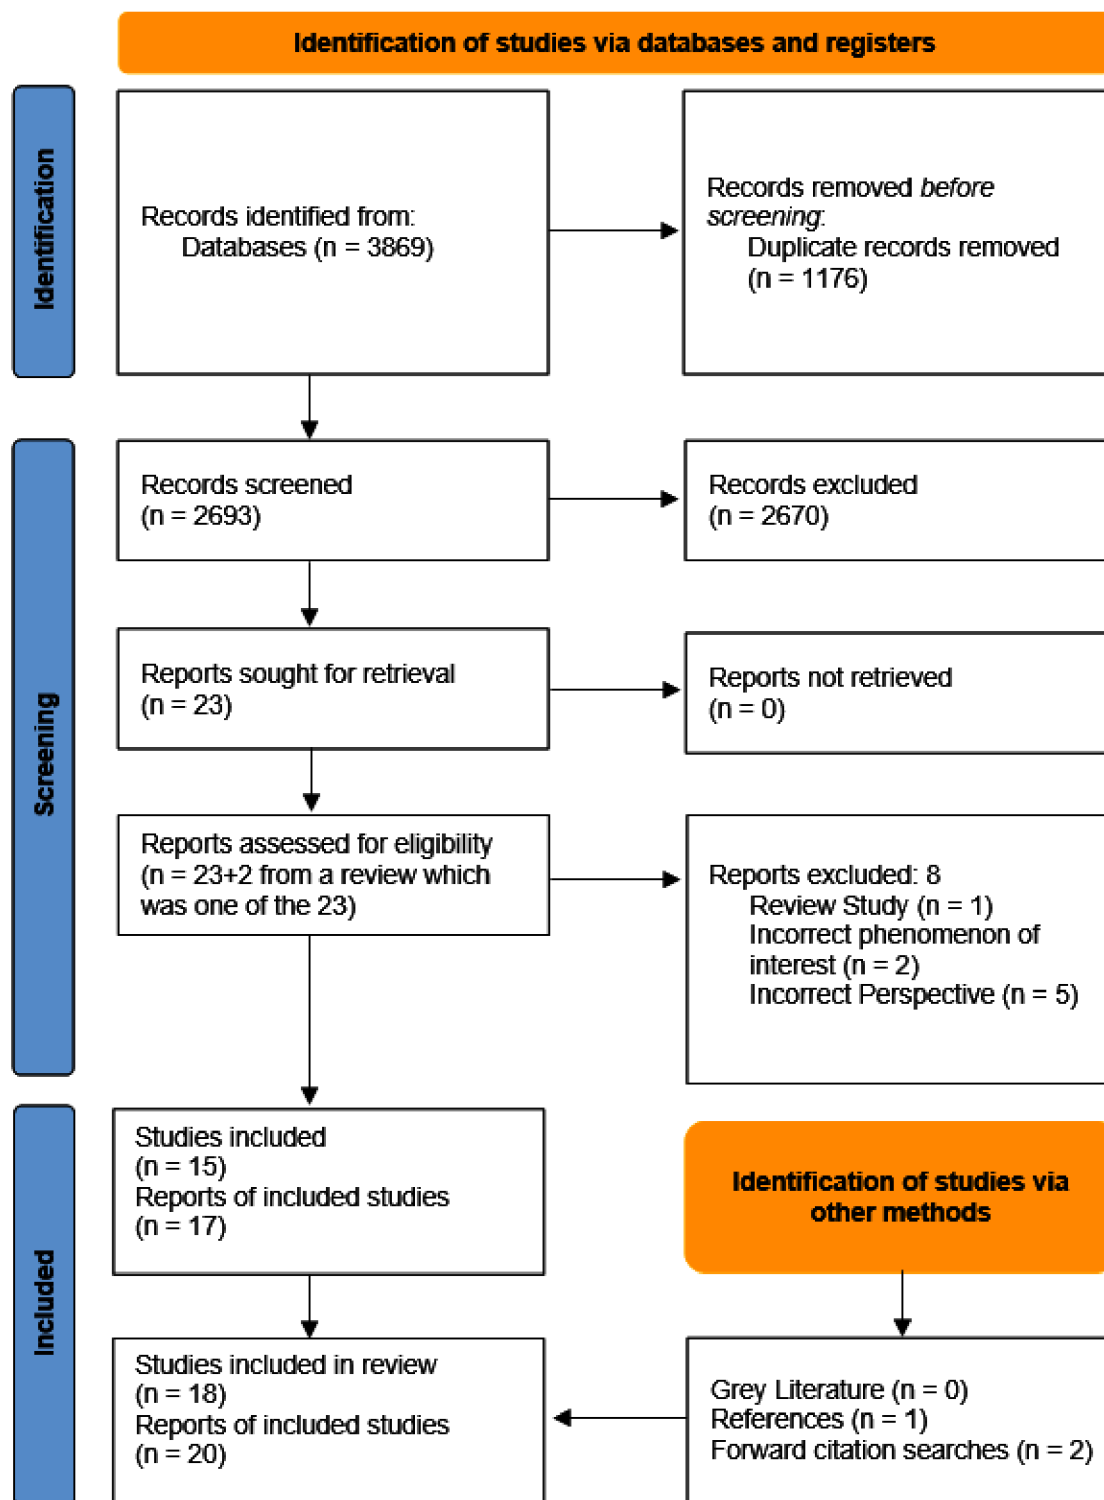 Identification of studies via databases and registers
Identification
Records identified from:
Databases (n = 3869)
Records removed before
screening:
Duplicate records removed
(n = 1176)
Screening
Records screened
(n = 2693)
Records excluded
(n = 2670)
Reports sought for retrieval
(n = 23)
Reports not retrieved
(n = 0)
Reports assessed for eligibility
(n = 23+2 from a review which
was one of the 23)
Reports excluded: 8
Review Study (n = 1)
Incorrect phenomenon of
interest (n = 2)
Incorrect Perspective (n = 5)
Included
Studies included
(n = 15)
Reports of included studies
(n = 17)
Identification of studies via
other methods
Studies included in review
(n = 18)
Reports of included studies
(n = 20)
Grey Literature (n = 0)
References (n = 1)
Forward citation searches (n = 2)